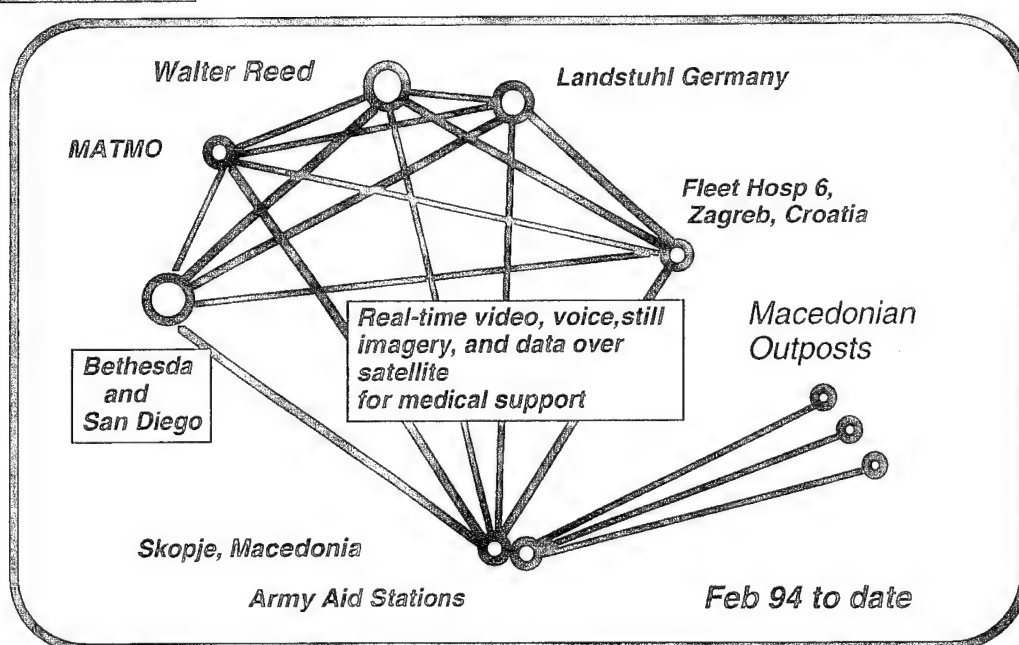 Walter Reed
Landstuhl Germany
MATMO
Fleet Hosp 6,
Zagreb, Croatia
Real-time video, voice,still
imagery, and data over
satellite
for medical support
Macedonian
Outposts
Bethesda
and
San Diego
Skopje, Macedonia
Army Aid Stations
Feb 94 to date